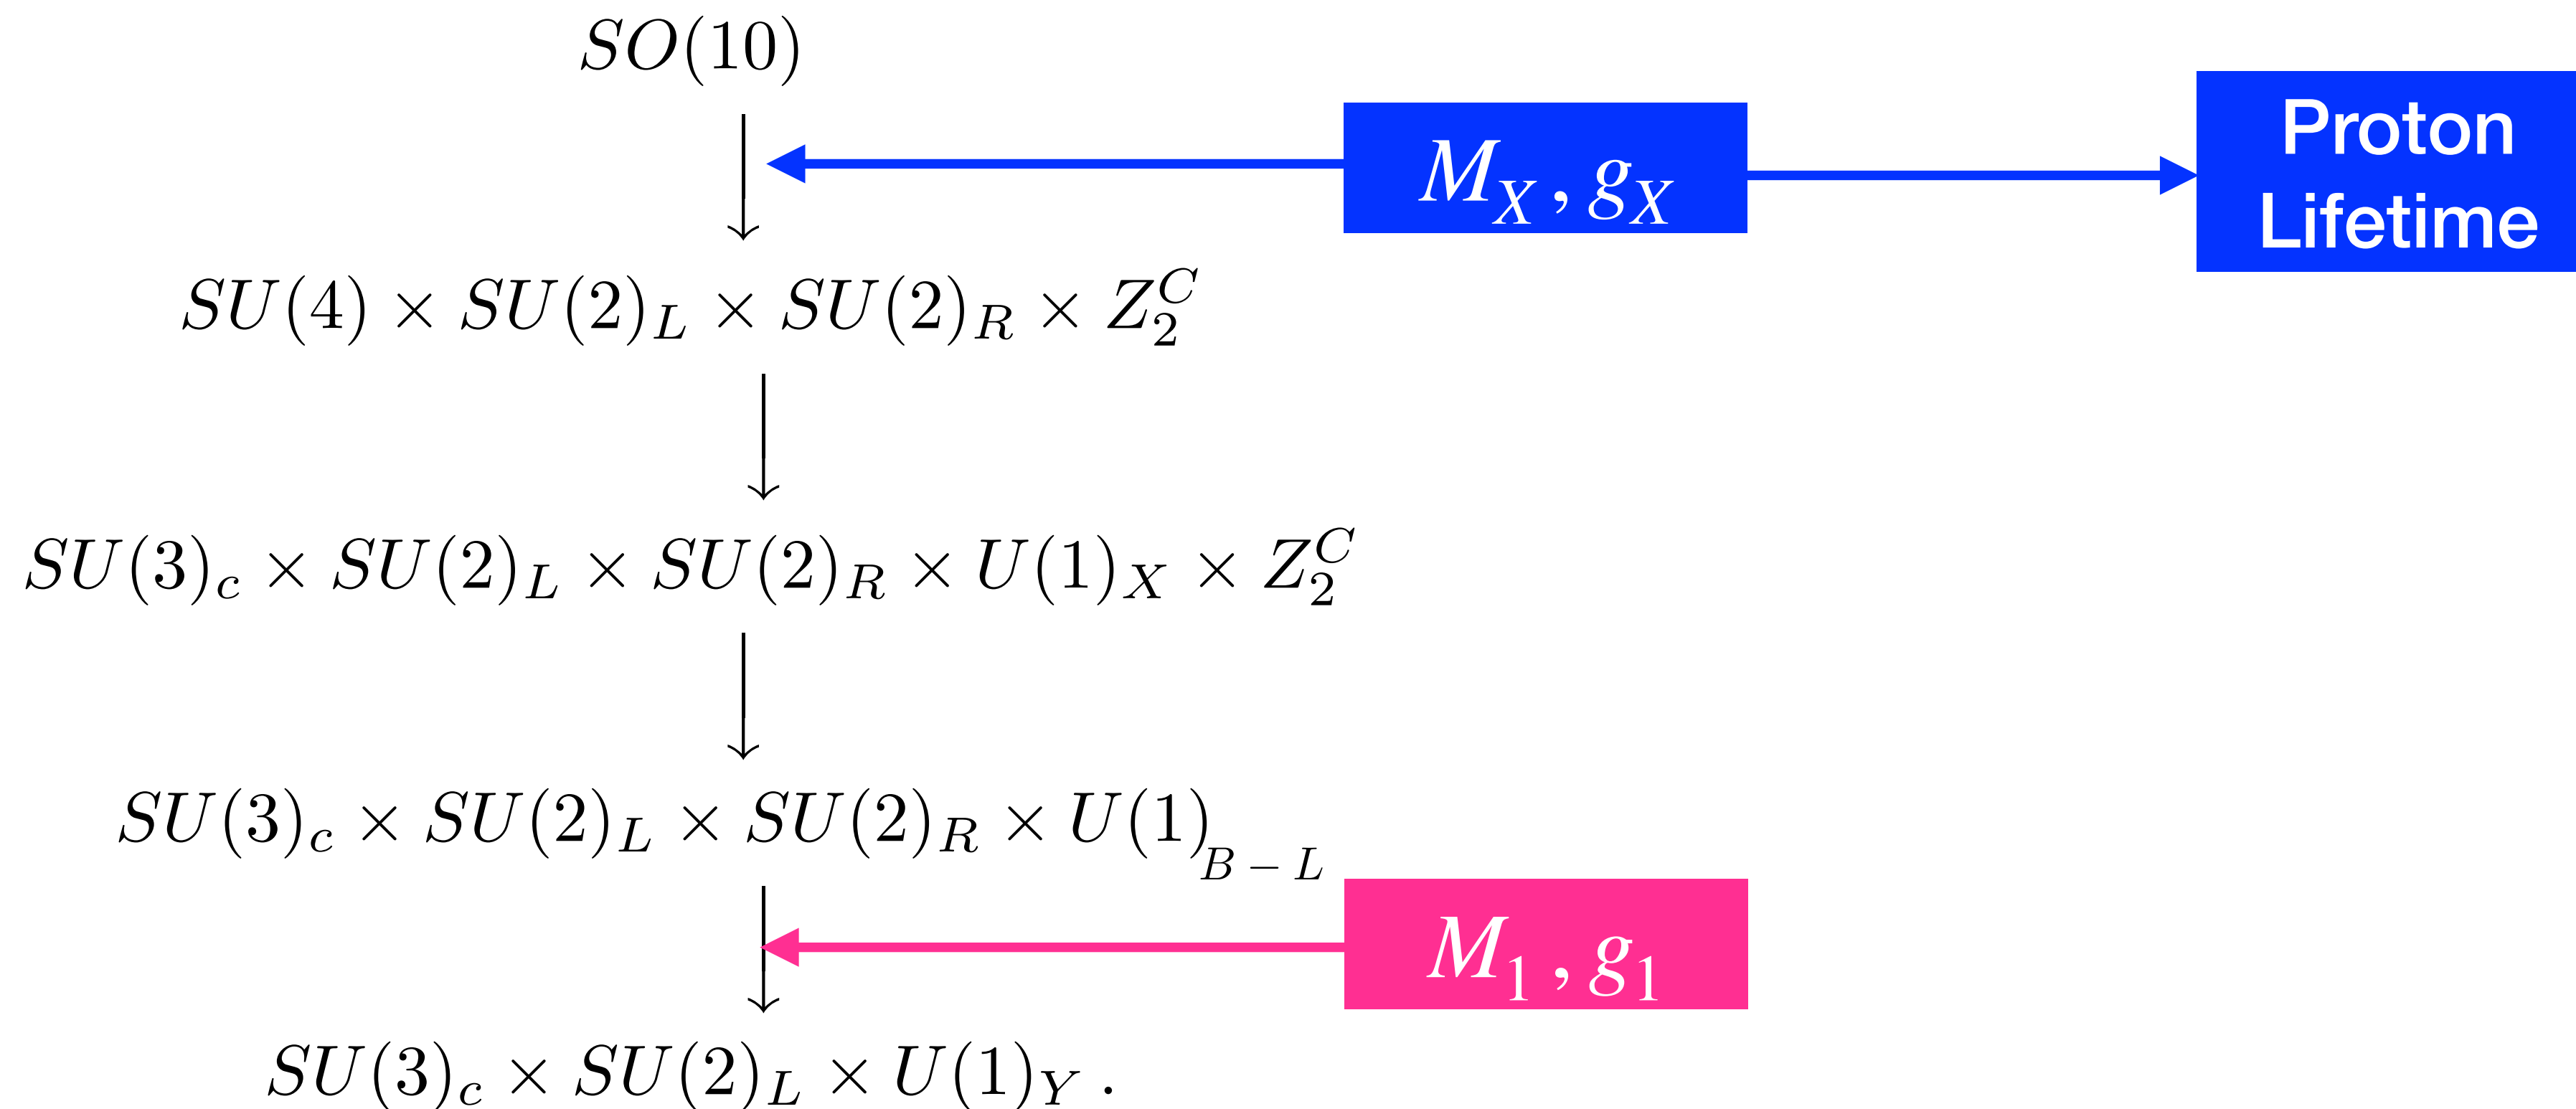 SO(10)
M_X, g_X
Proton
Lifetime
SU(4) × SU(2)_L × SU(2)_R × Z_2^C
SU(3)_c × SU(2)_L × SU(2)_R × U(1)_X × Z_2^C
SU(3)_c × SU(2)_L × SU(2)_R × U(1)_{B-L}
M_1, g_1
SU(3)_c × SU(2)_L × U(1)_Y .